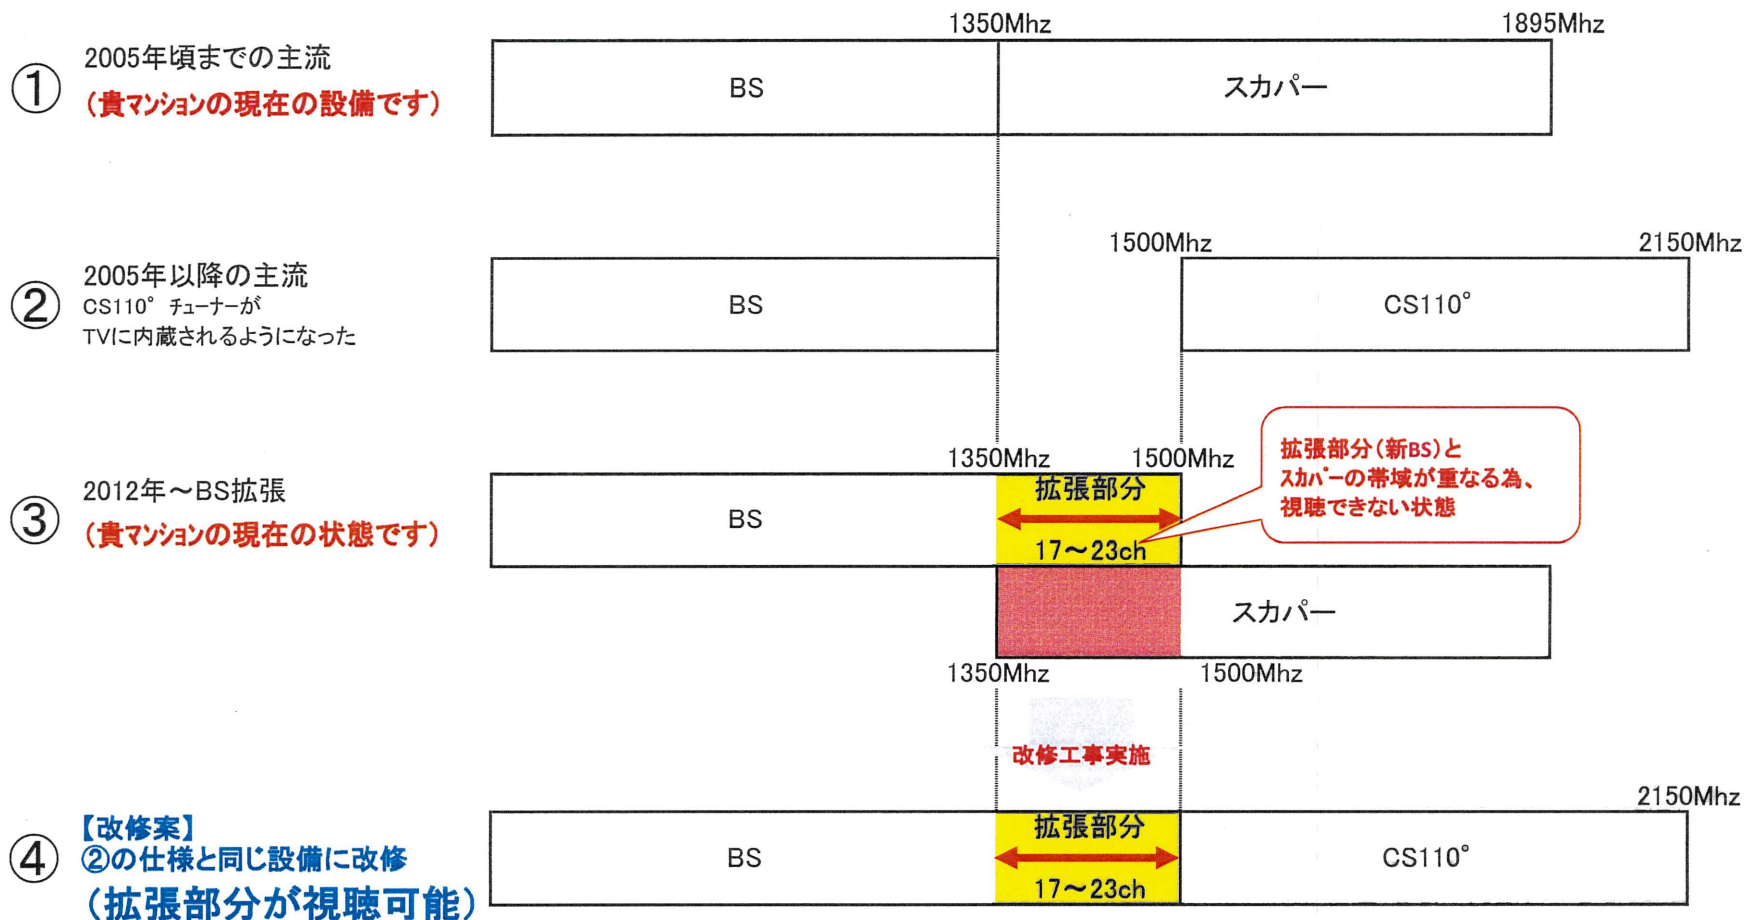 1350Mhz 1895Mhz
① 2005年頃までの主流
(貴マンションの現在の設備です)
BS スカパー
1500Mhz 2150Mhz
② 2005年以降の主流
CS110° チューナーが
TVに内蔵されるようになった
BS CS110°
拡張部分(新BS)と
スカパーの帯域が重なる為、
視聴できない状態
1350Mhz 1500Mhz
③ 2012年～BS拡張
(貴マンションの現在の状態です)
BS 拡張部分
17～23ch
スカパー
1350Mhz 1500Mhz
改修工事実施
2150Mhz
④ 【改修案】
②の仕様と同じ設備に改修
(拡張部分が視聴可能)
BS 拡張部分 CS110°
17～23ch